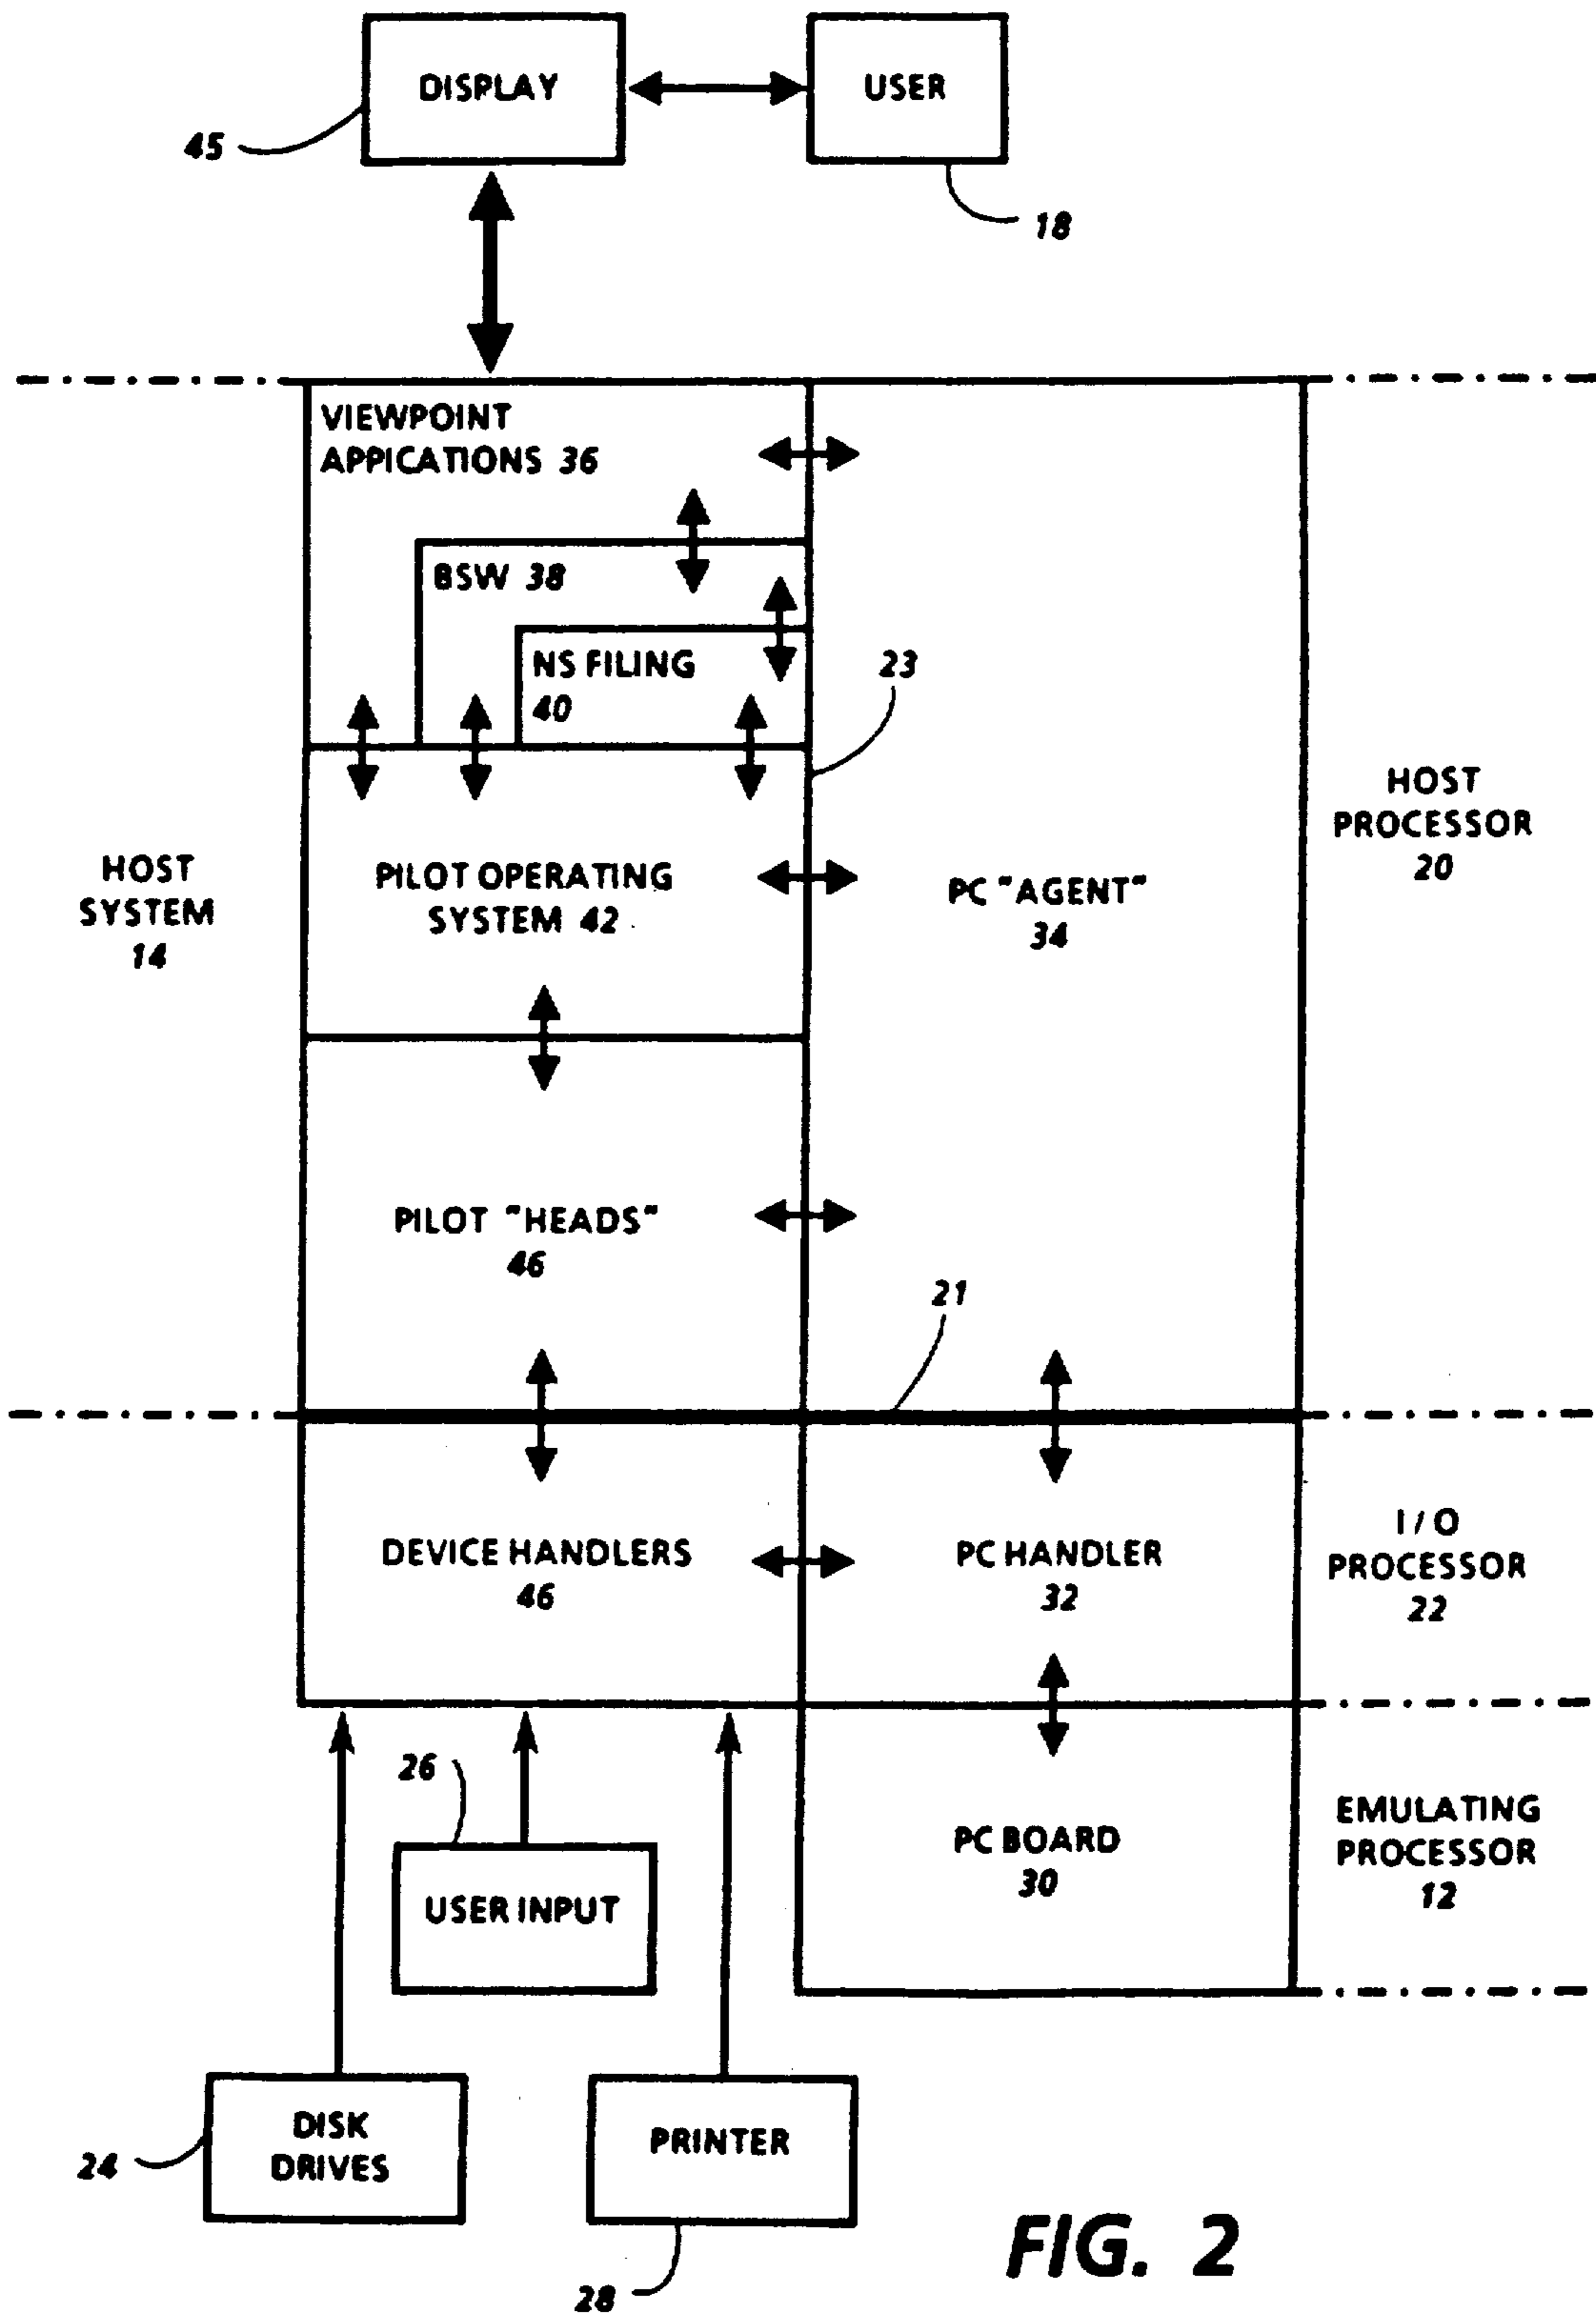 DISPLAY
USER
45
18
VIEWPOINT
APPICATIONS 36
BSW 38
NS FILING
40
23
HOST
PROCESSOR
20
HOST
SYSTEM
14
PILOT OPERATING
SYSTEM 42
PC "AGENT"
34
PILOT "HEADS"
46
21
DEVICE HANDLERS
46
PC HANDLER
32
I/O
PROCESSOR
22
26
USER INPUT
PC BOARD
30
EMULATING
PROCESSOR
12
DISK
DRIVES
24
PRINTER
28
FIG. 2